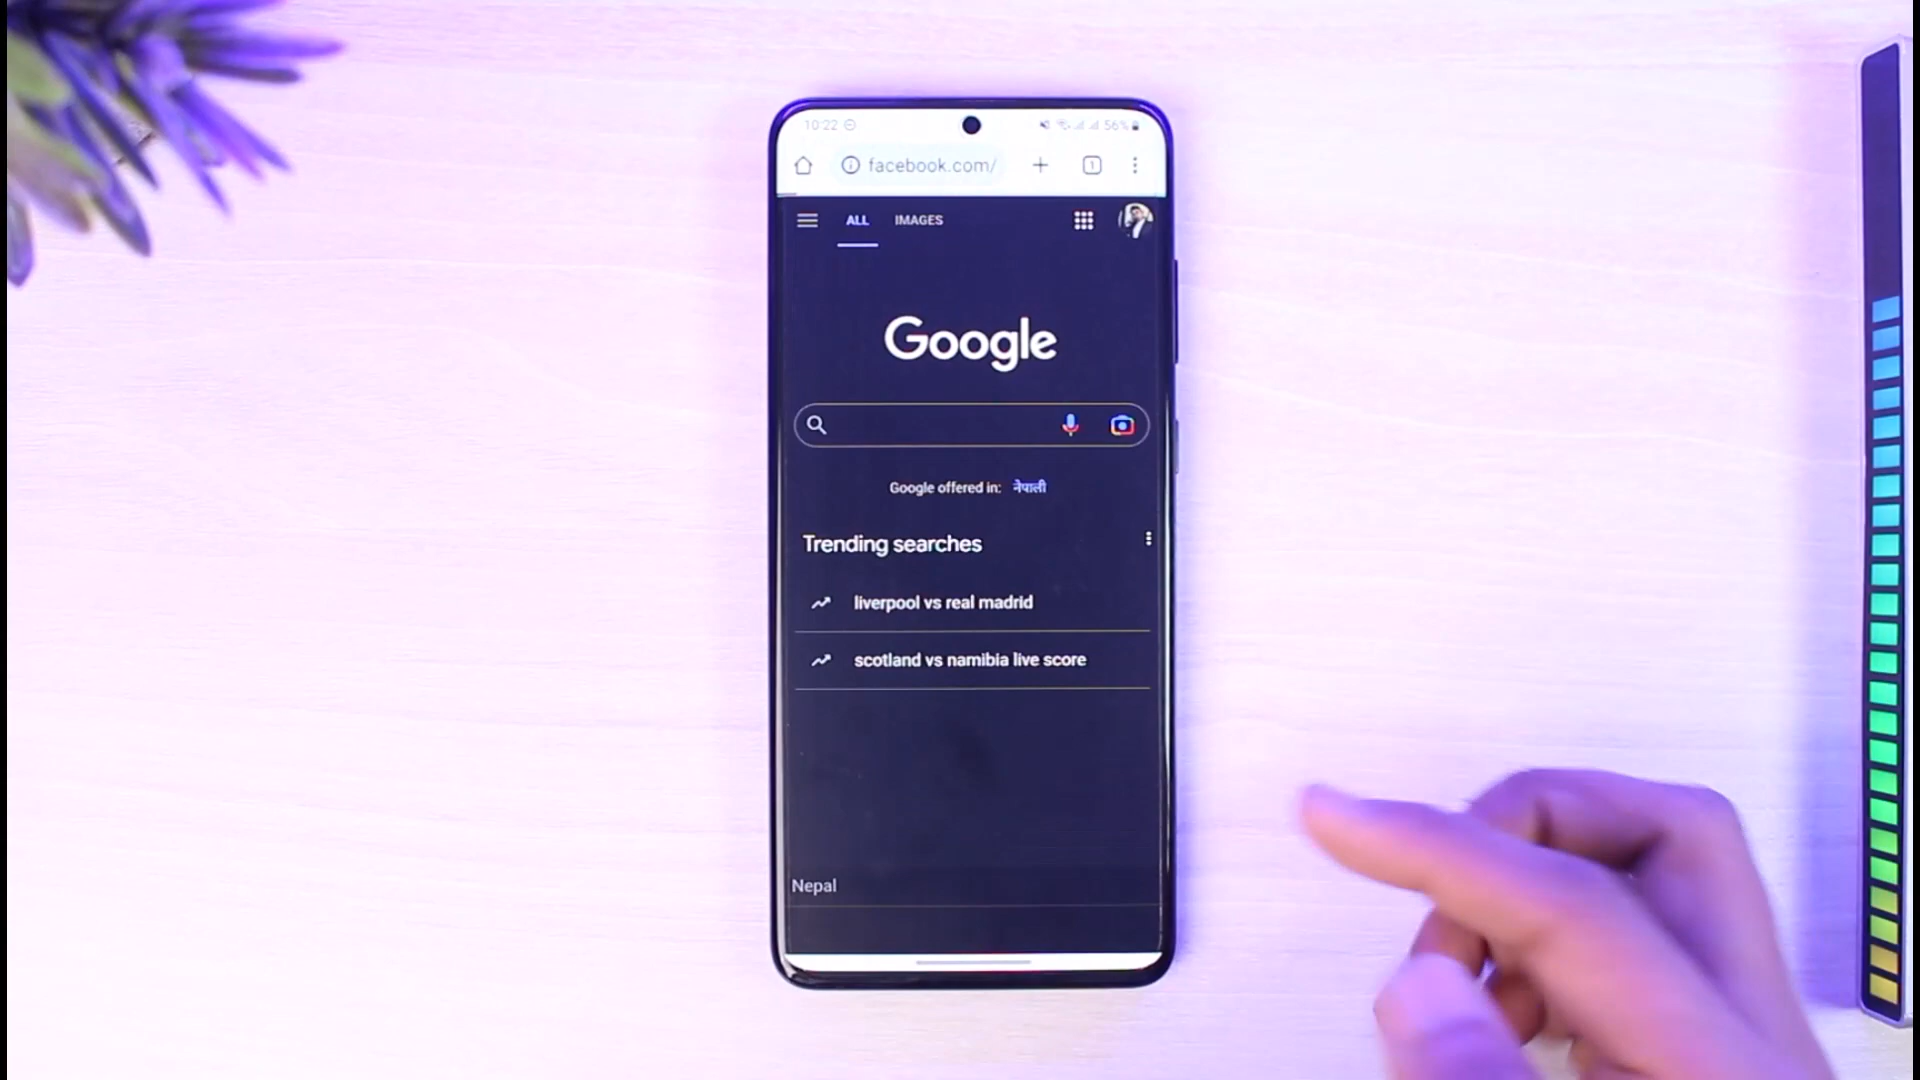 10:22
56%
facebook.com/
1
ALL IMAGES
Google
Google offered in: नेपाली
Trending searches
liverpool vs real madrid
scotland vs namibia live score
Nepal